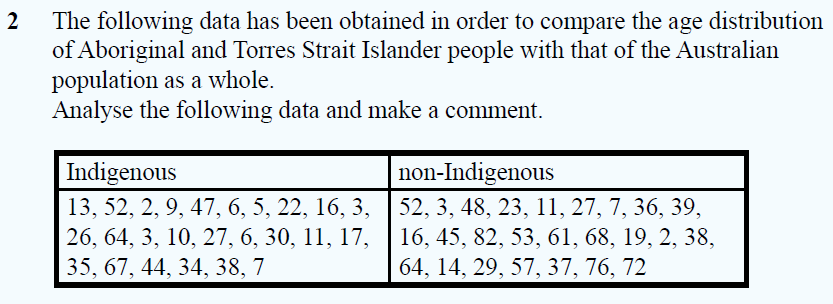 2 The following data has been obtained in order to compare the age distribution
of Aboriginal and Torres Strait Islander people with that of the Australian
population as a whole.
Analyse the following data and make a comment.
Indigenous
13, 52, 2, 9, 47, 6, 5, 22, 16, 3,
26, 64, 3, 10, 27, 6, 30, 11, 17,
35, 67, 44, 34, 38, 7
non-Indigenous
52, 3, 48, 23, 11, 27, 7, 36, 39,
16, 45, 82, 53, 61, 68, 19, 2, 38,
64, 14, 29, 57, 37, 76, 72